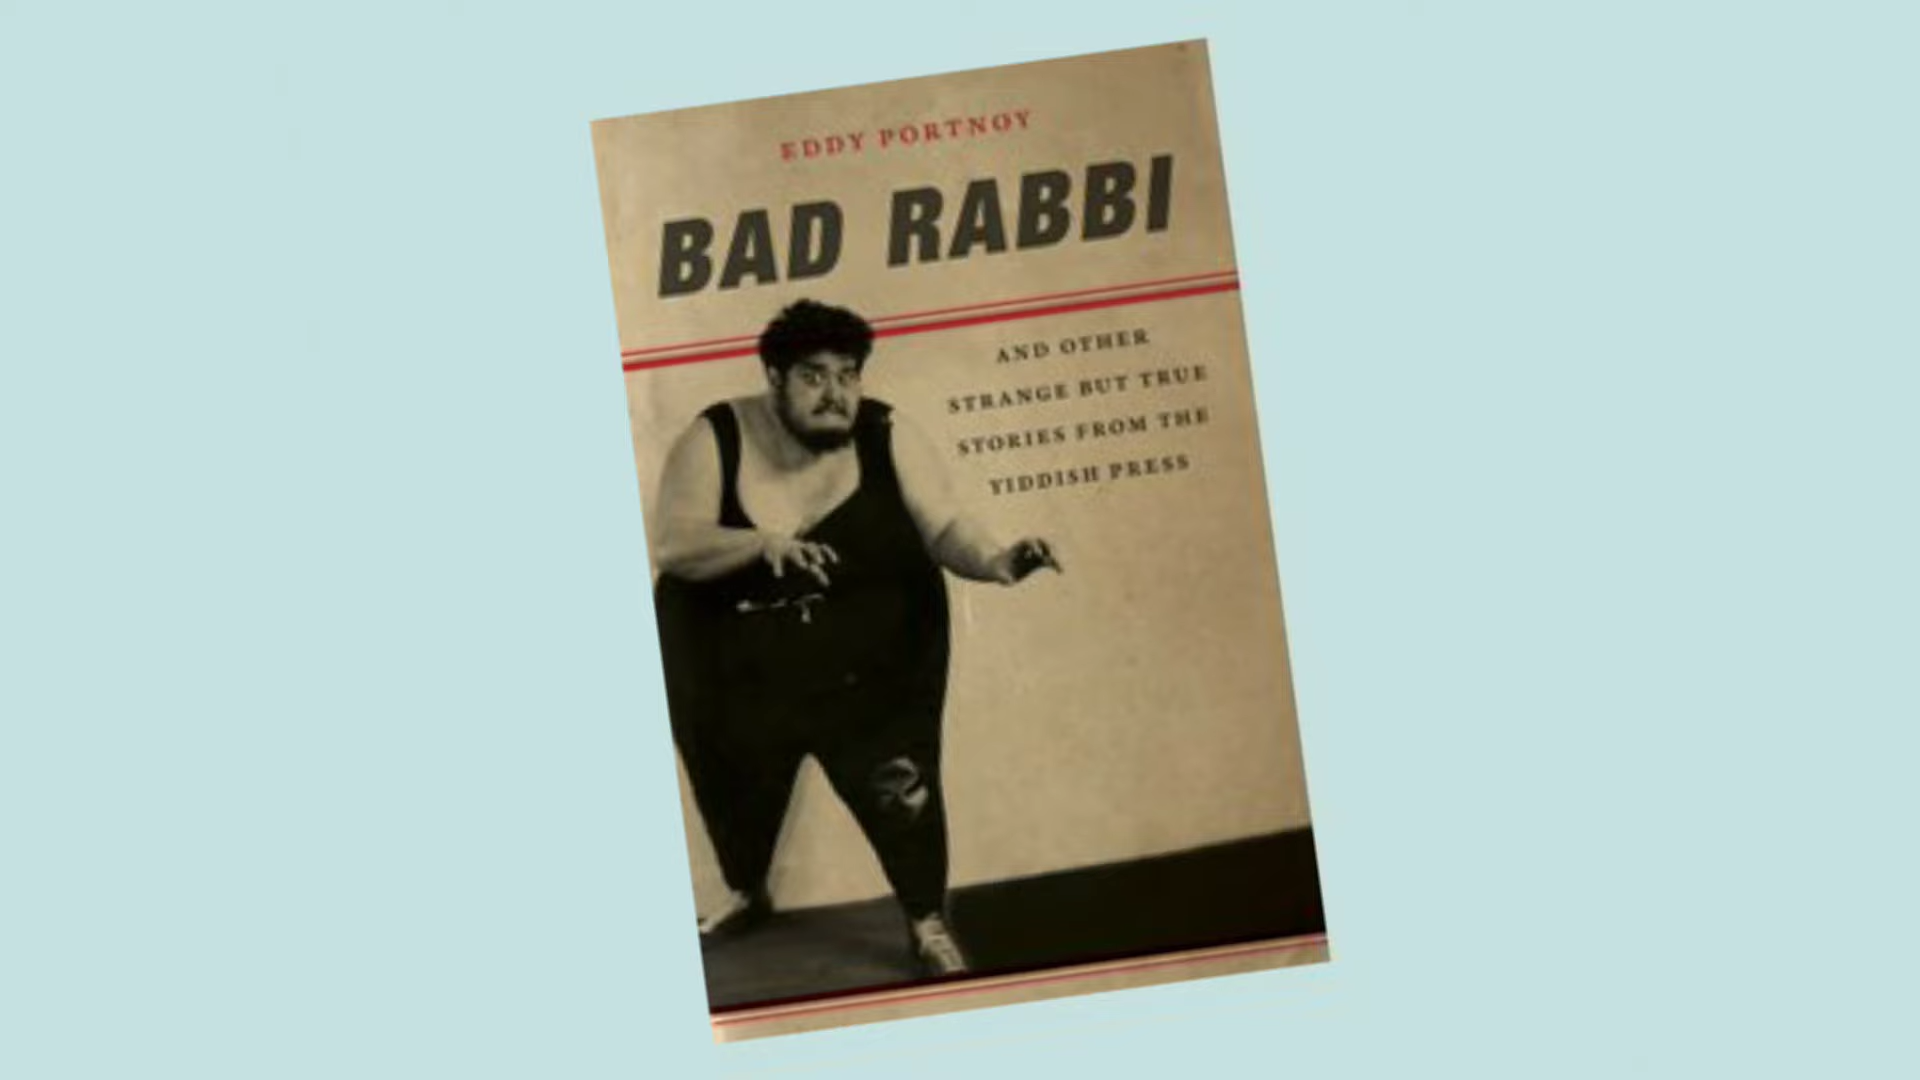 EDDY PORTNOY
BAD RABBI
AND OTHER
STRANGE BUT TRUE
STORIES FROM THE
YIDDISH PRESS